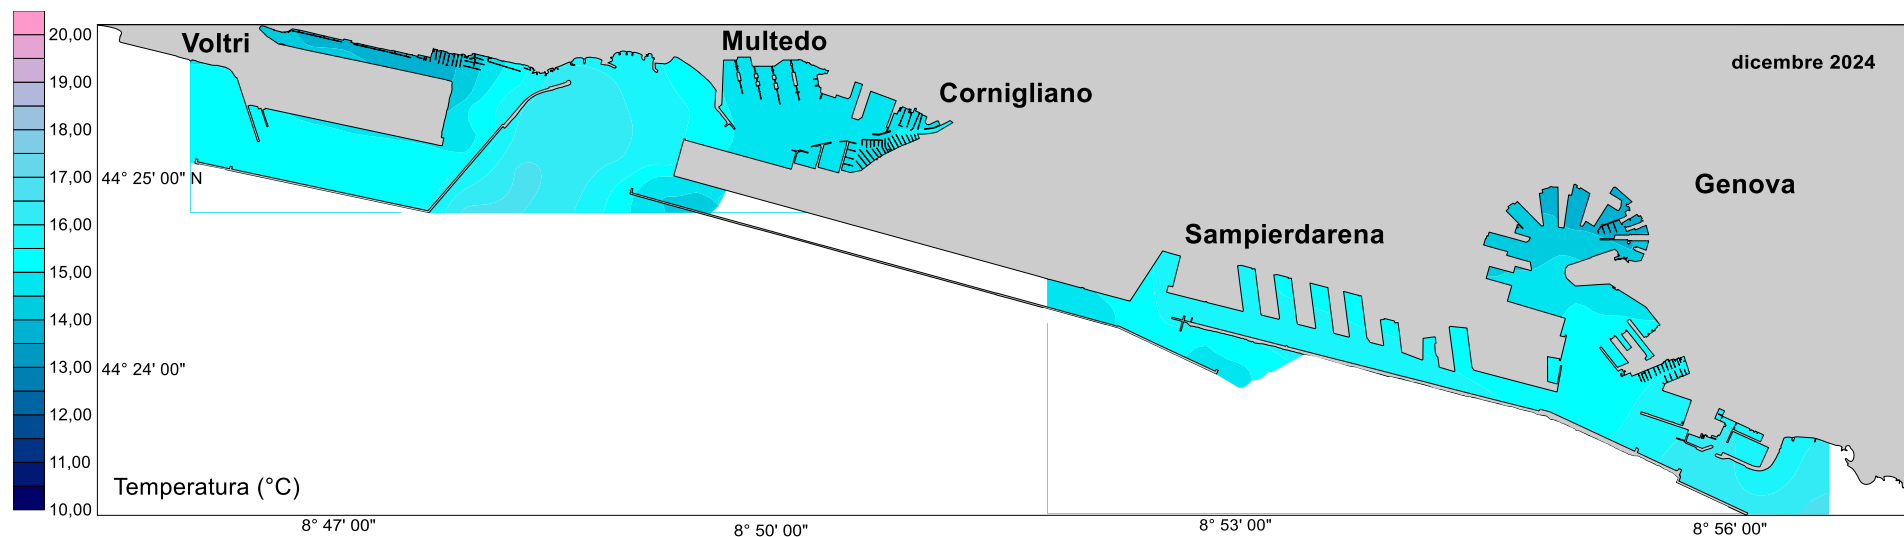 20,00
19,00
18,00
17,00
16,00
15,00
14,00
13,00
12,00
11,00
10,00
Voltri
Multedo
Cornigliano
dicembre 2024
Genova
Sampierdarena
44° 25' 00" N
44° 24' 00"
Temperatura (°C)
8° 47' 00"
8° 50' 00"
8° 53' 00"
8° 56' 00"